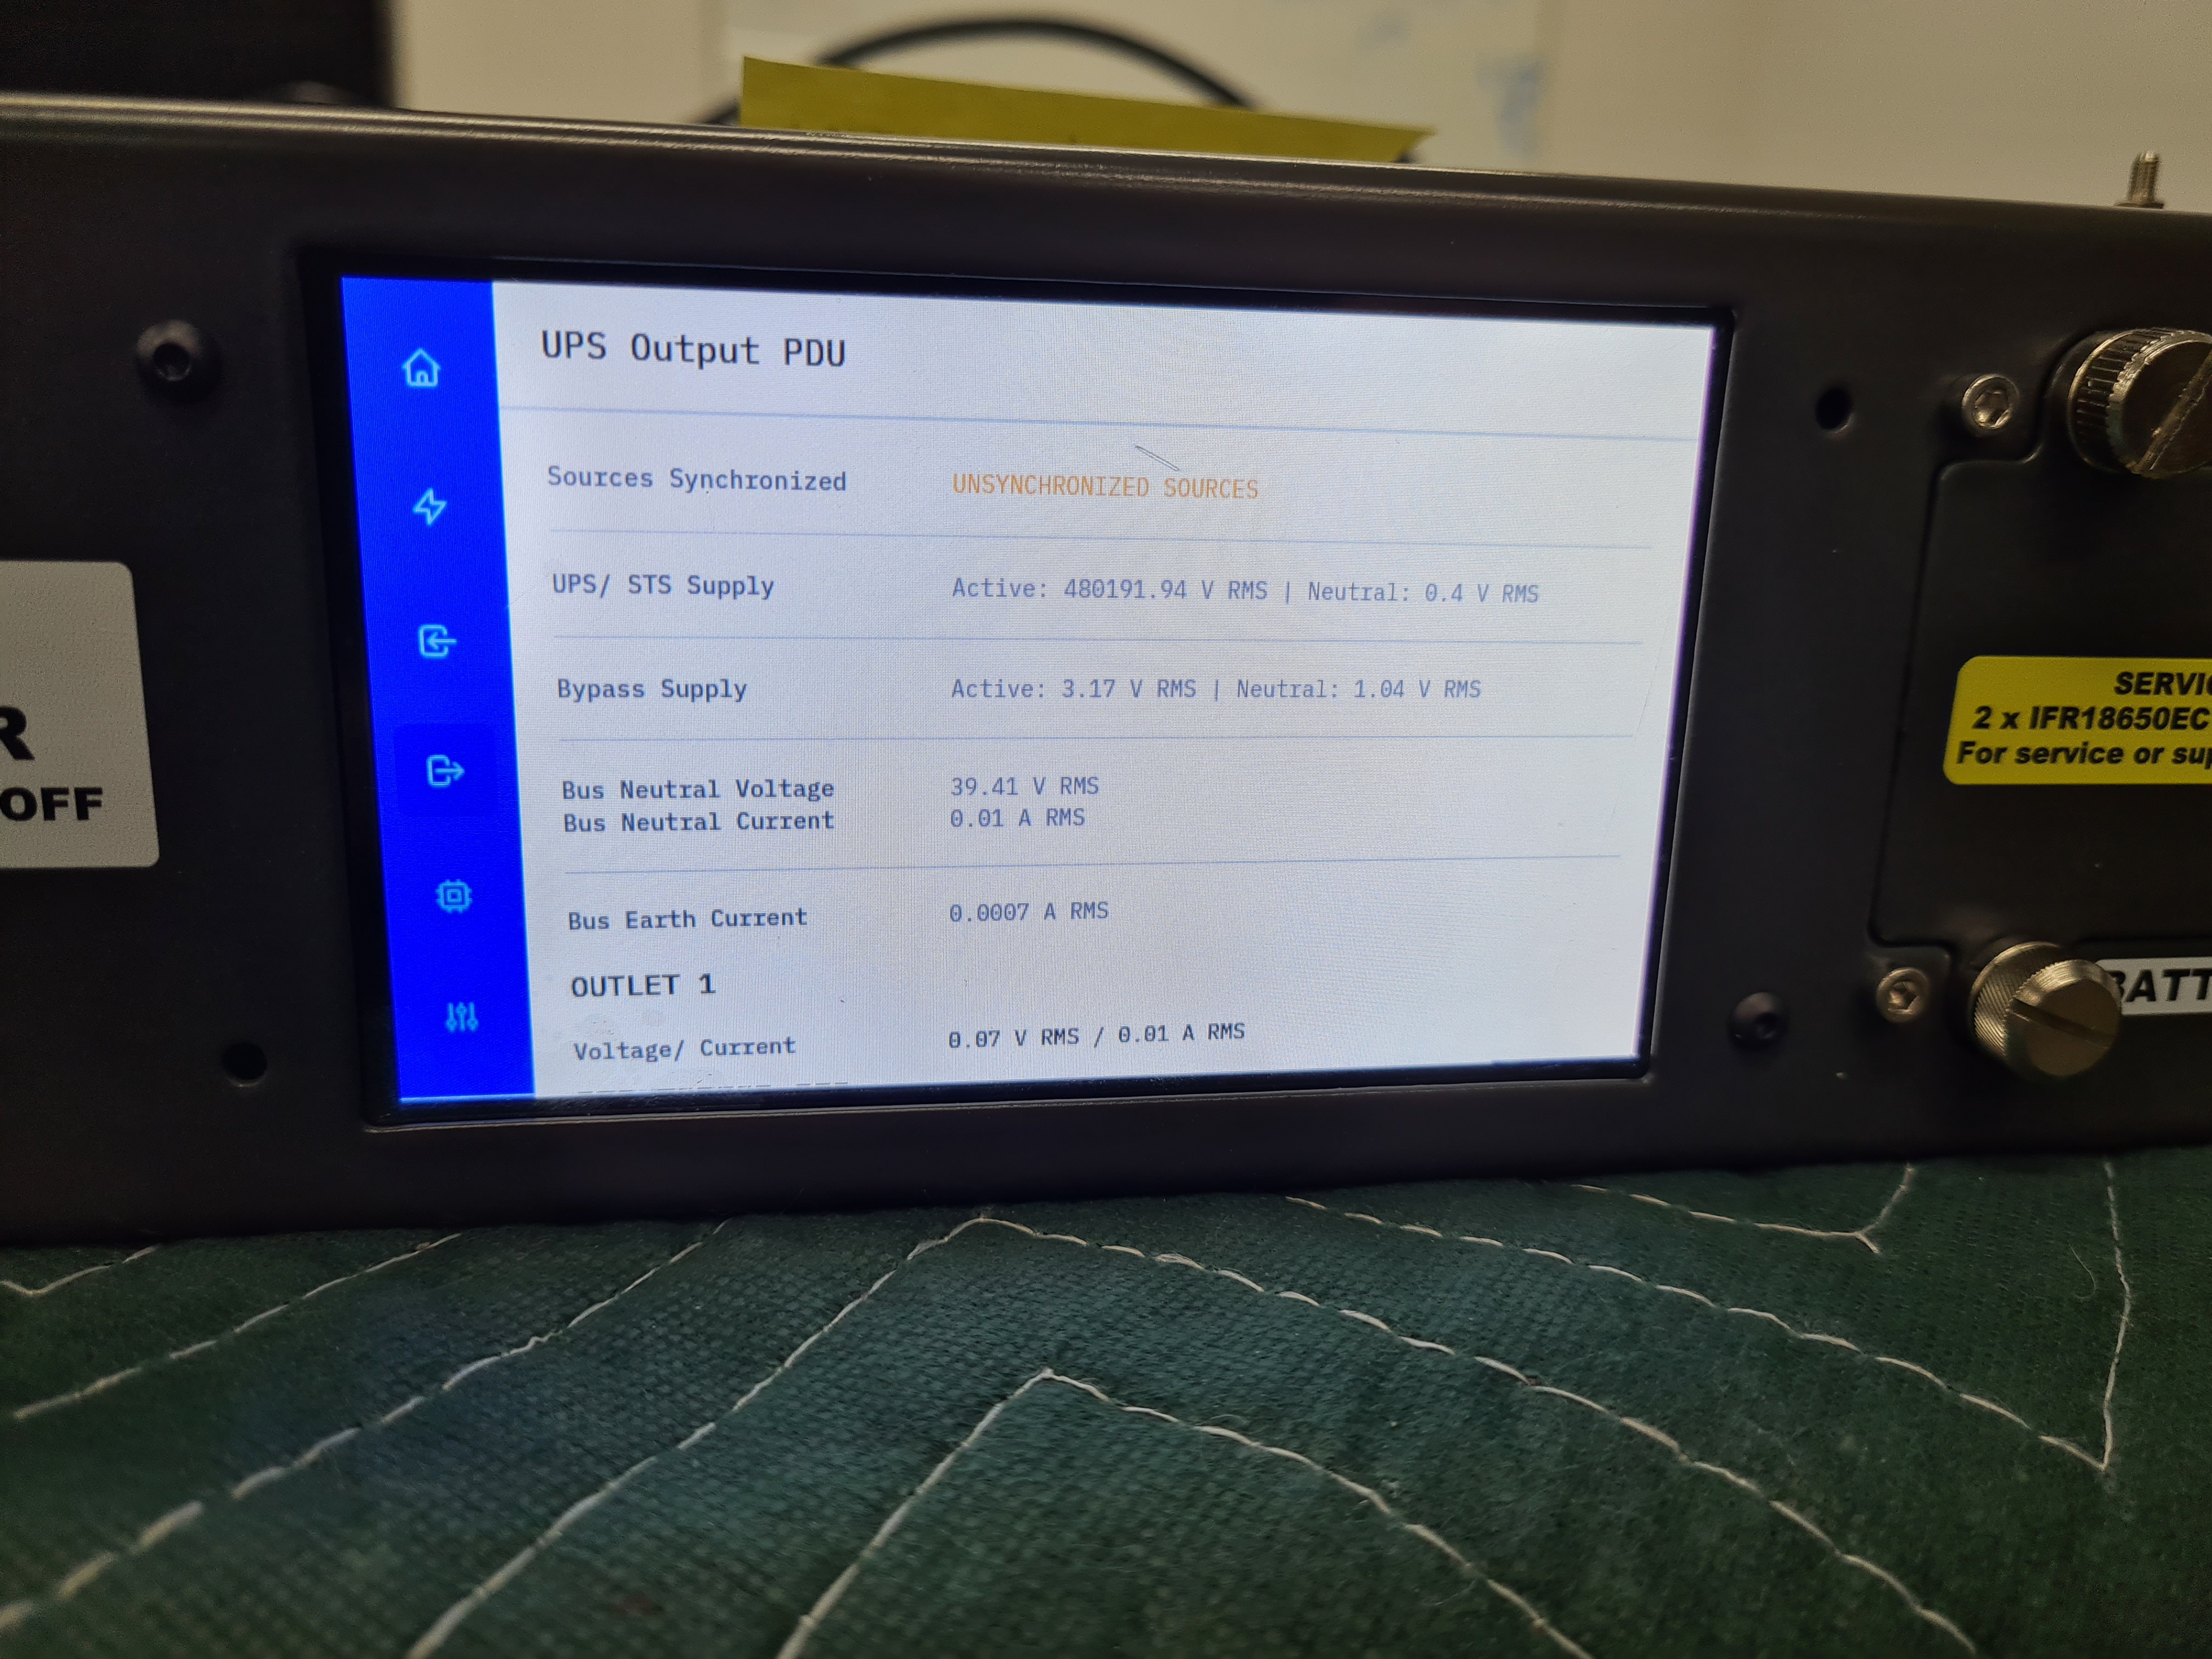 UPS Output PDU
Sources Synchronized UNSYNCHRONIZED SOURCES
UPS/ STS Supply Active: 480191.94 V RMS | Neutral: 0.4 V RMS
Bypass Supply Active: 3.17 V RMS | Neutral: 1.04 V RMS
Bus Neutral Voltage 39.41 V RMS
Bus Neutral Current 0.01 A RMS
Bus Earth Current 0.0007 A RMS
OUTLET 1
Voltage/ Current 0.07 V RMS / 0.01 A RMS
R
OFF
SERVIC
2 x IFR18650EC
For service or sup
BATT